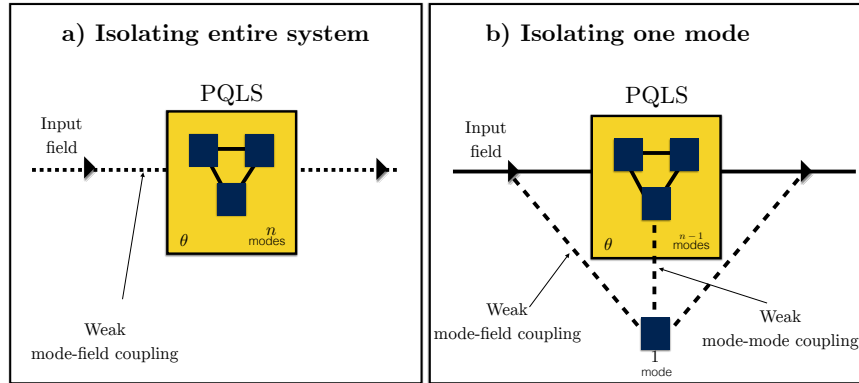 a) Isolating entire system
PQLS
Input
field
θ
n
modes
Weak
mode-field coupling
b) Isolating one mode
PQLS
Input
field
θ
n − 1
modes
Weak
mode-field coupling
Weak
mode-mode coupling
1
mode